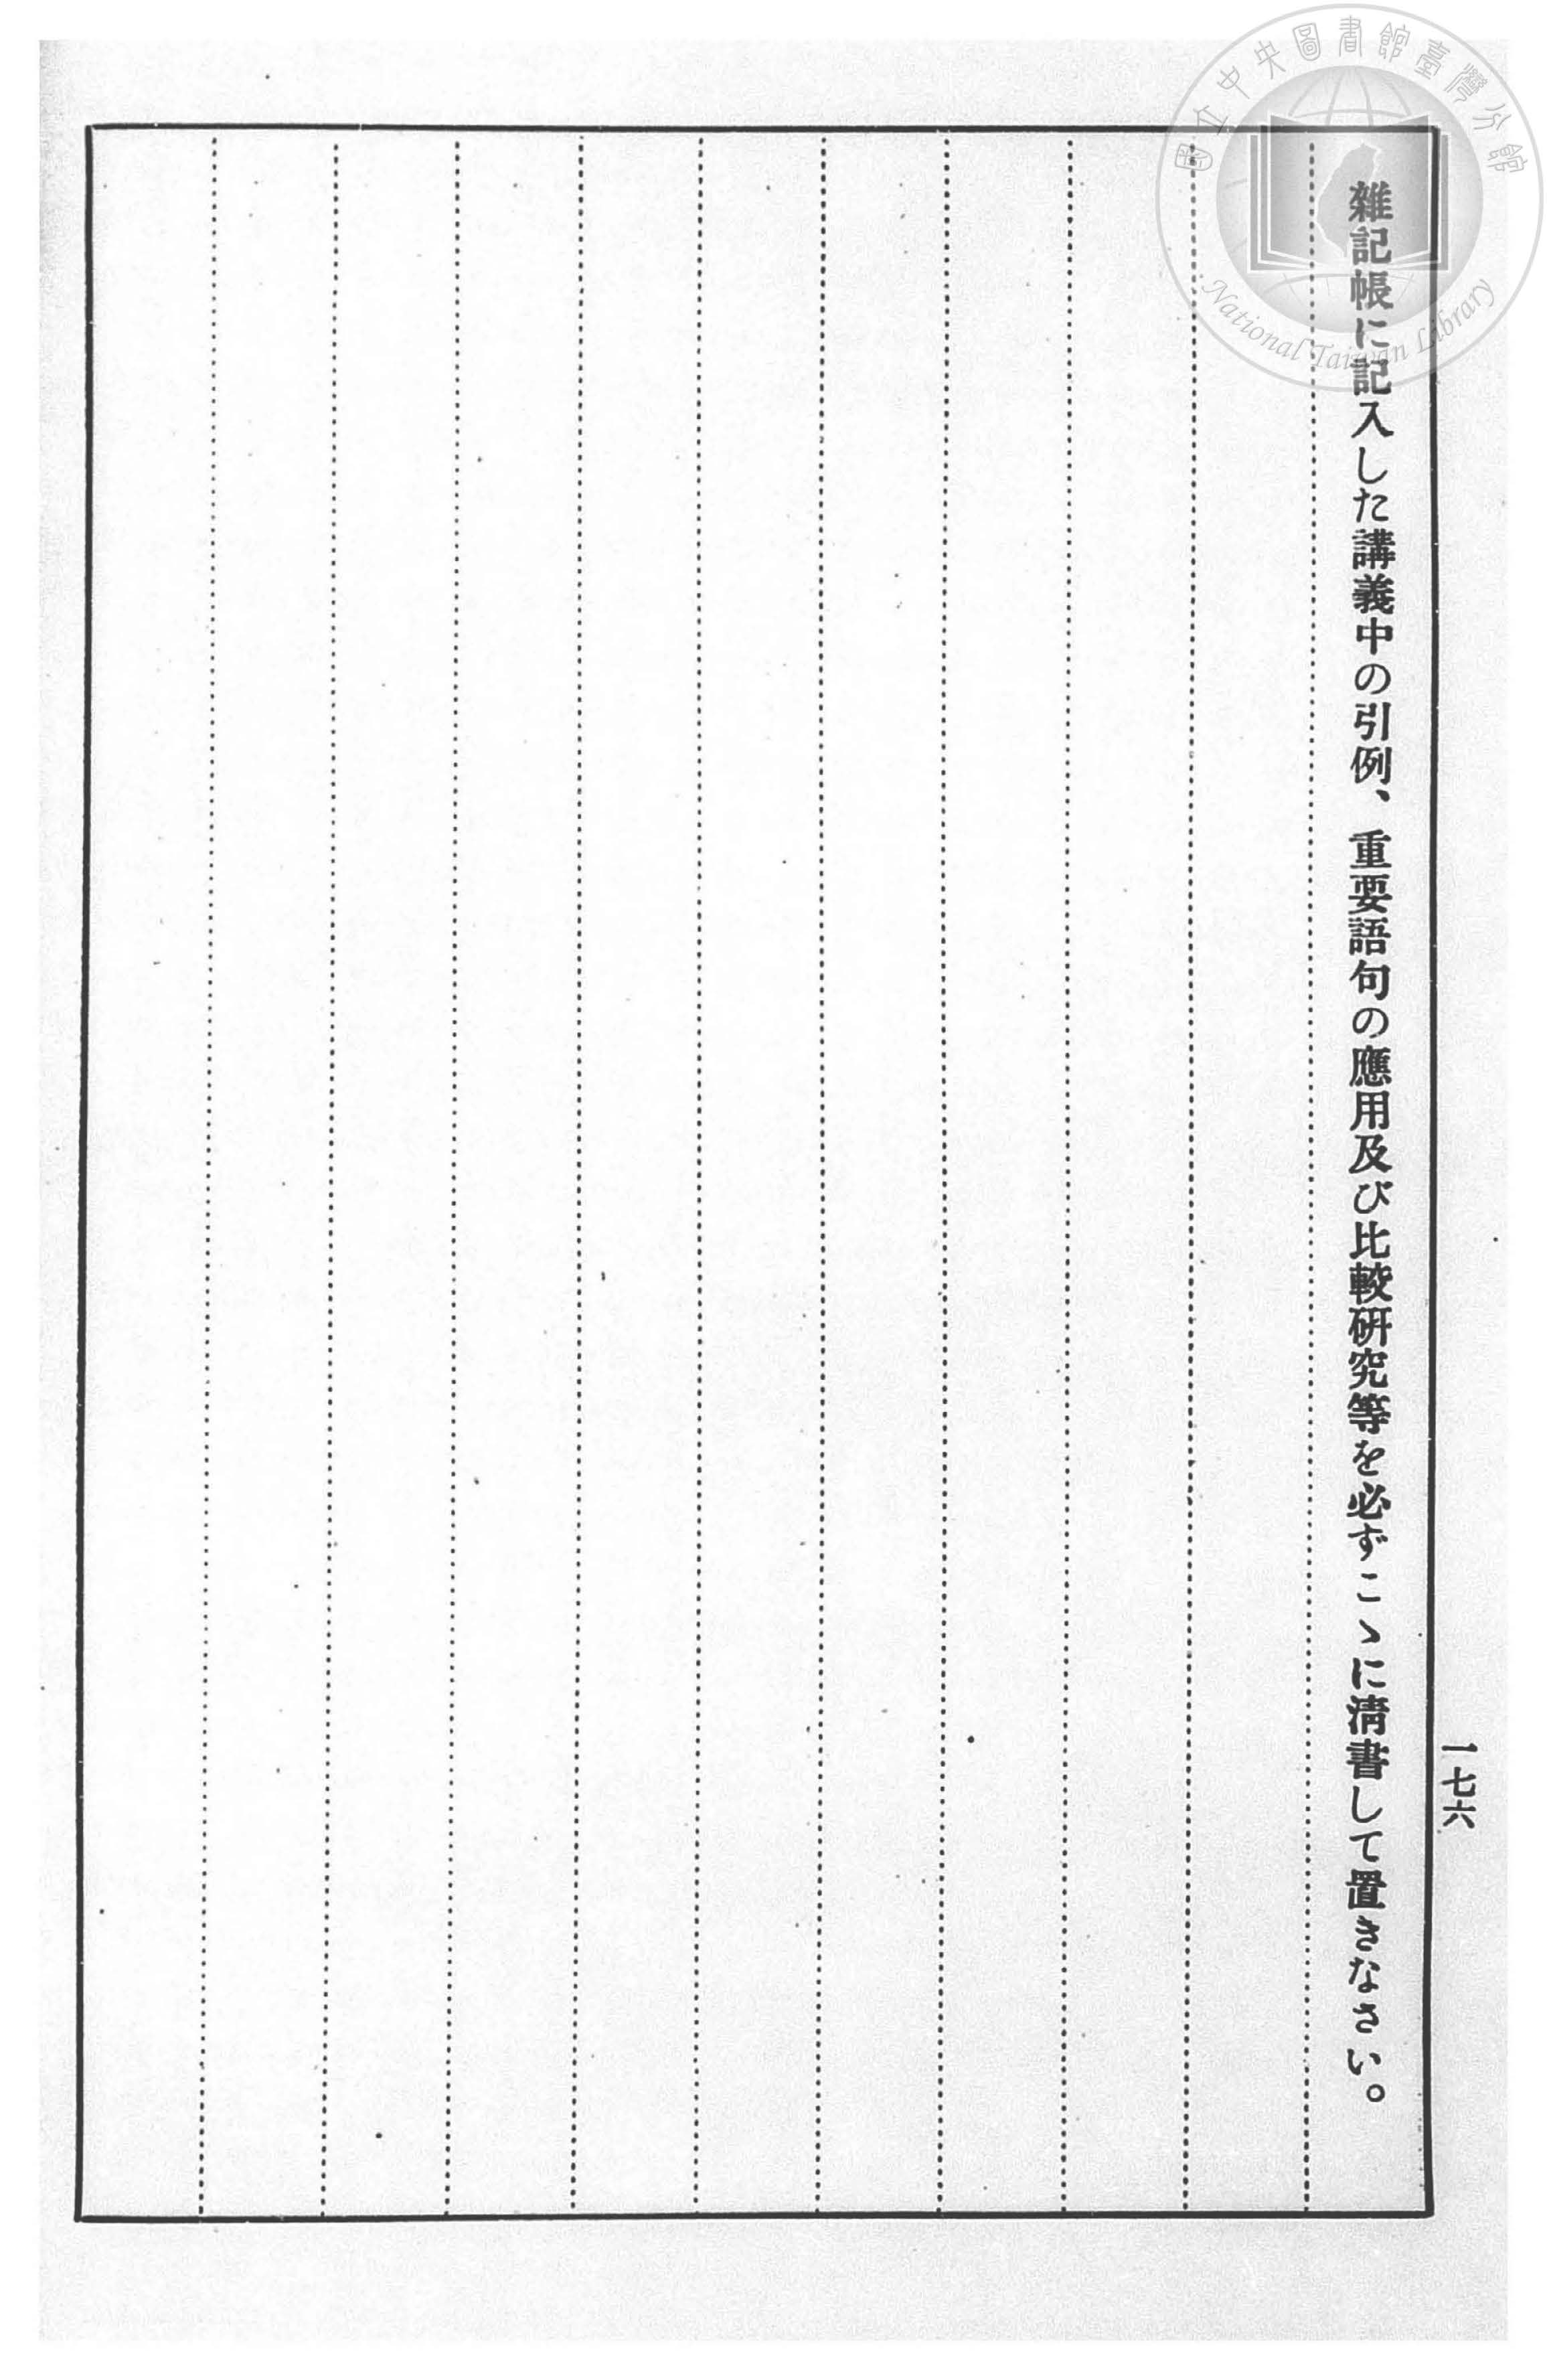 雜記帳に記入した講義中の引例、重要語句の應用及び比較研究等を必ずこゝに淸書して置きなさい。
一七六
國立中央圖書館臺灣分館
National Taiwan Library